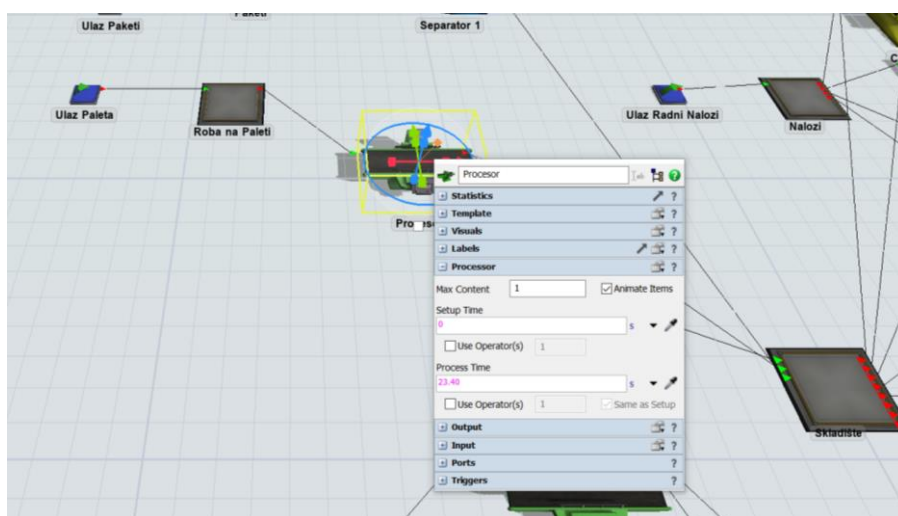 Paketi
Ulaz Paketi
Separator 1
Ulaz Paleta
Roba na Paleti
Ulaz Radni Nalozi
Nalozi
Procesor
Statistics
?
Template
?
Visuals
?
Labels
?
Processor
?
Max Content 1 Animate Items
Setup Time
0 s
Use Operator(s) 1
Process Time
23.40 s
Use Operator(s) 1 Same as Setup
Output
?
Input
?
Ports
?
Triggers
?
Skladište